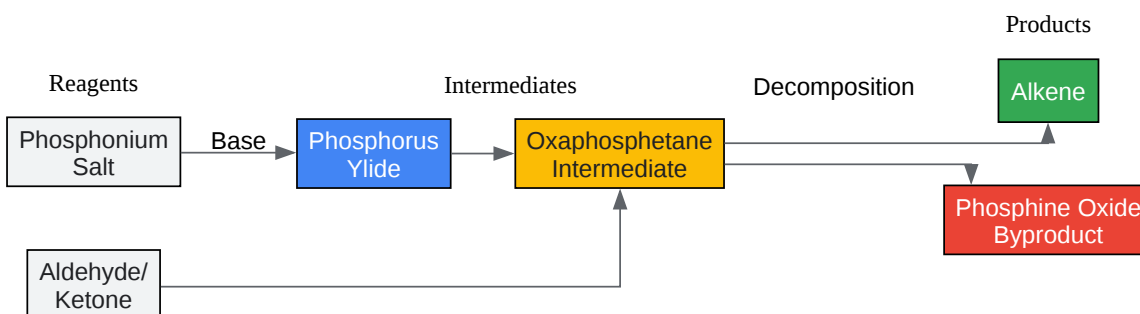 Products
Reagents
Intermediates
Decomposition
Alkene
Phosphonium
Salt
Base
Phosphorus
Ylide
Oxaphosphetane
Intermediate
Phosphine Oxide
Byproduct
Aldehyde/
Ketone